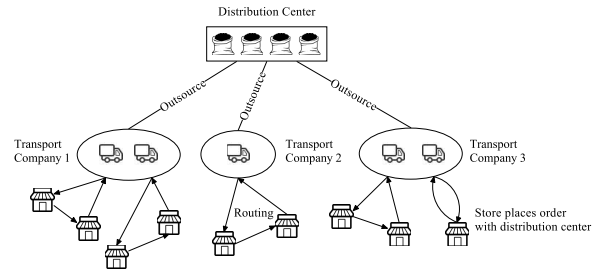 Distribution Center
Outsource
Outsource
Outsource
Transport
Company 1
Transport
Company 2
Transport
Company 3
Routing
Store places order
with distribution center